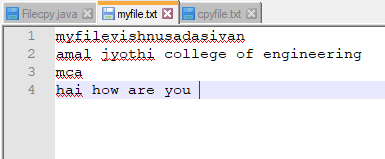 Filecpy.java myfile.txt cpyfile.txt
1 myfilevishnusadasivan
2 amal jyothi college of engineering
3 mca
4 hai how are you